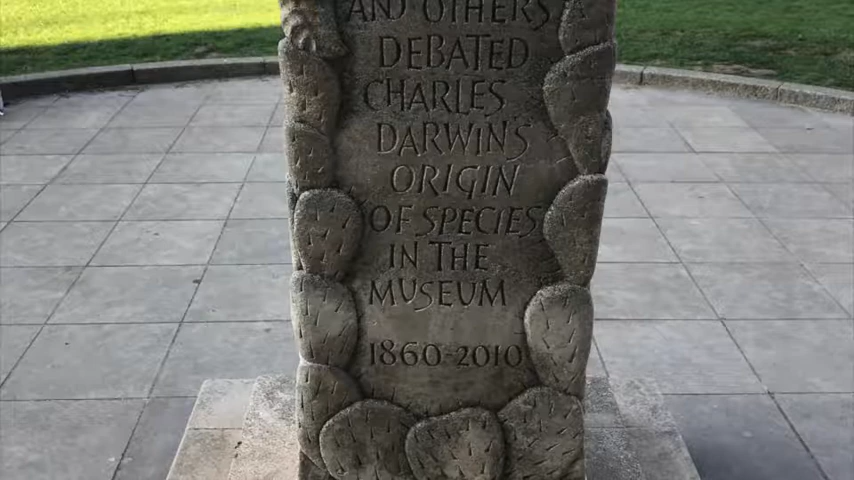 AND OTHERS
DEBATED
CHARLES
DARWIN'S
ORIGIN
OF SPECIES
IN THE
MUSEUM
1860-2010